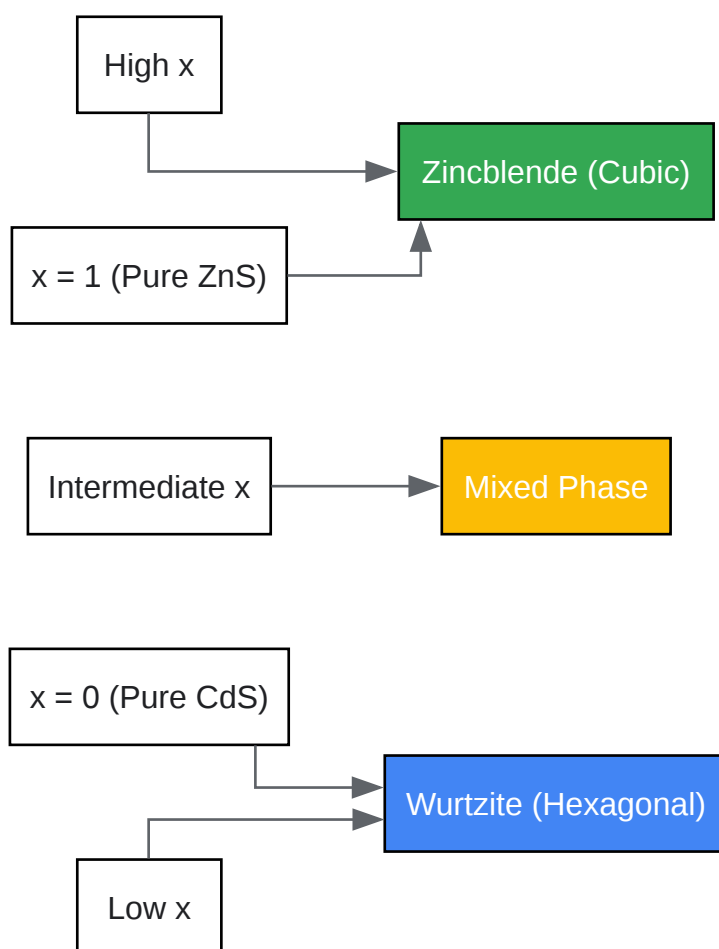 High x
Zincblende (Cubic)
x = 1 (Pure ZnS)
Intermediate x
Mixed Phase
x = 0 (Pure CdS)
Wurtzite (Hexagonal)
Low x